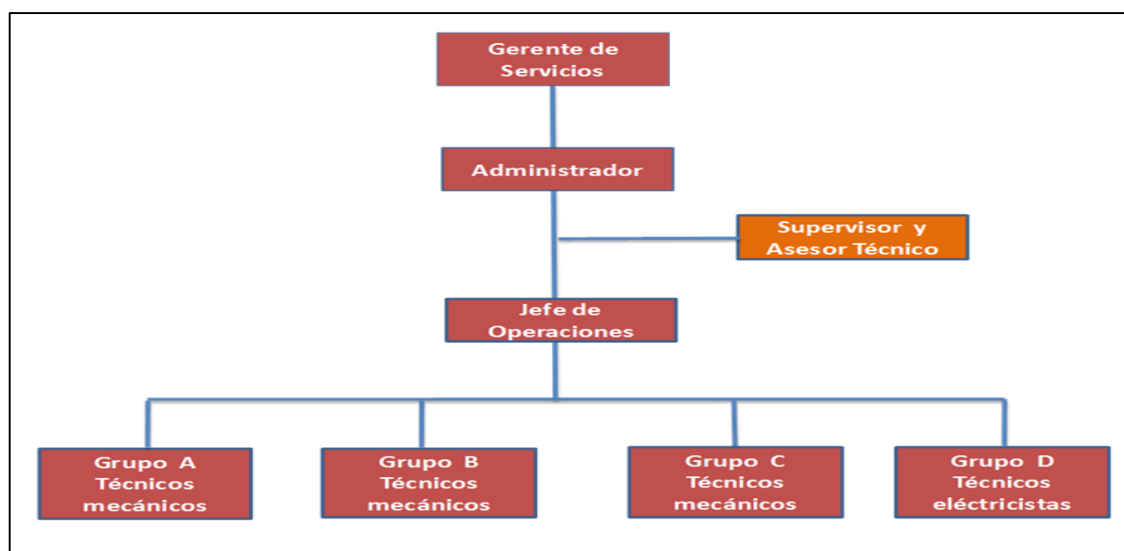 Gerente de
Servicios
Administrador
Supervisor y
Asesor Técnico
Jefe de
Operaciones
Grupo A
Técnicos
mecánicos
Grupo B
Técnicos
mecánicos
Grupo C
Técnicos
mecánicos
Grupo D
Técnicos
eléctricistas